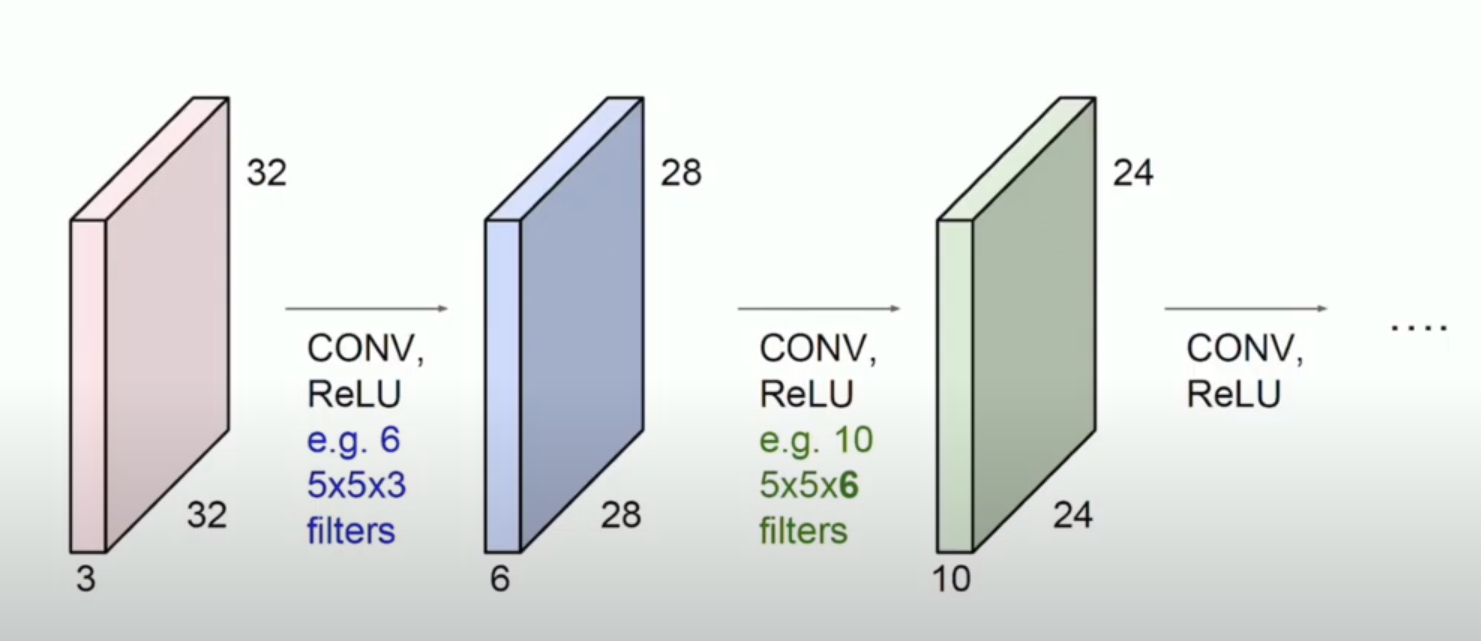 32
32
3
CONV,
ReLU
e.g. 6
5x5x3
filters
28
28
6
CONV,
ReLU
e.g. 10
5x5x6
filters
24
24
10
CONV,
ReLU
....